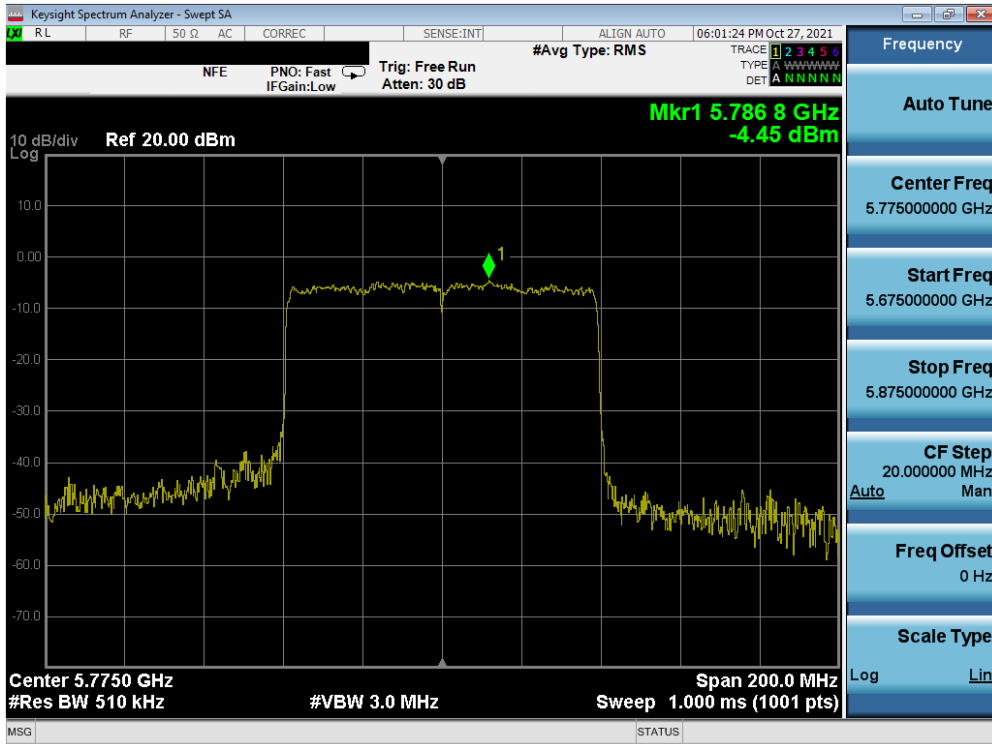 Keysight Spectrum Analyzer - Swept SA
LXI RL RF 50 Ω AC CORREC SENSE:INT ALIGN AUTO 06:01:24 PM Oct 27, 2021
#Avg Type: RMS
TRACE 1 2 3 4 5 6
TYPE A WWWWW
DET A N N N N N
NFE PNO: Fast Trig: Free Run
IFGain:Low Atten: 30 dB
Mkr1 5.786 8 GHz
-4.45 dBm
10 dB/div Ref 20.00 dBm
Log
10.0
0.00
-10.0
-20.0
-30.0
-40.0
-50.0
-60.0
-70.0
1
Center 5.7750 GHz Span 200.0 MHz
#Res BW 510 kHz #VBW 3.0 MHz Sweep 1.000 ms (1001 pts)
MSG STATUS
Frequency
Auto Tune
Center Freq
5.775000000 GHz
Start Freq
5.675000000 GHz
Stop Freq
5.875000000 GHz
CF Step
20.000000 MHz
Auto Man
Freq Offset
0 Hz
Scale Type
Log Lin